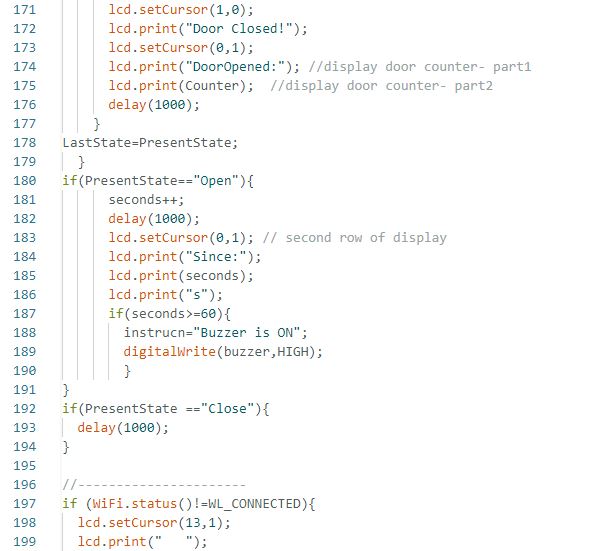 171 lcd.setCursor(1,0);
172 lcd.print("Door Closed!");
173 lcd.setCursor(0,1);
174 lcd.print("DoorOpened:"); //display door counter- part1
175 lcd.print(Counter);  //display door counter- part2
176 delay(1000);
177 }
178 LastState=PresentState;
179 }
180 if(PresentState=="Open"){
181 seconds++;
182 delay(1000);
183 lcd.setCursor(0,1); // second row of display
184 lcd.print("Since:");
185 lcd.print(seconds);
186 lcd.print("s");
187 if(seconds>=60){
188 instrucn="Buzzer is ON";
189 digitalWrite(buzzer,HIGH);
190 }
191 }
192 if(PresentState =="Close"){
193 delay(1000);
194 }
195
196 //----------------------
197 if (WiFi.status()!=WL_CONNECTED){
198 lcd.setCursor(13,1);
199 lcd.print("   ");